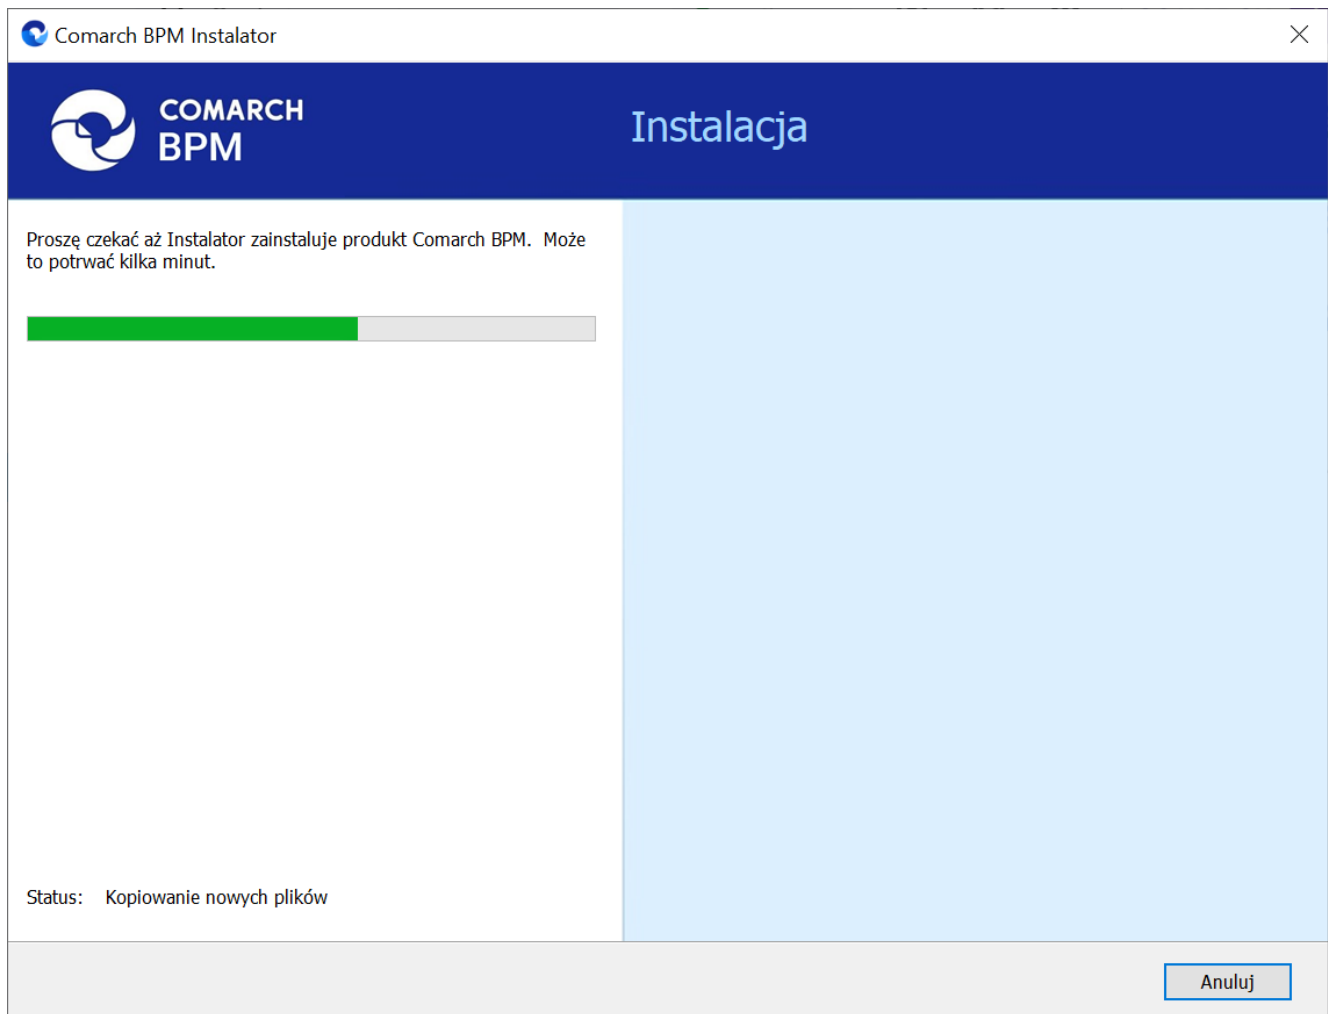 Comarch BPM Instalator
COMARCH
BPM
Instalacja
Proszę czekać aż Instalator zainstaluje produkt Comarch BPM.  Może
to potrwać kilka minut.
Status: Kopiowanie nowych plików
Anuluj